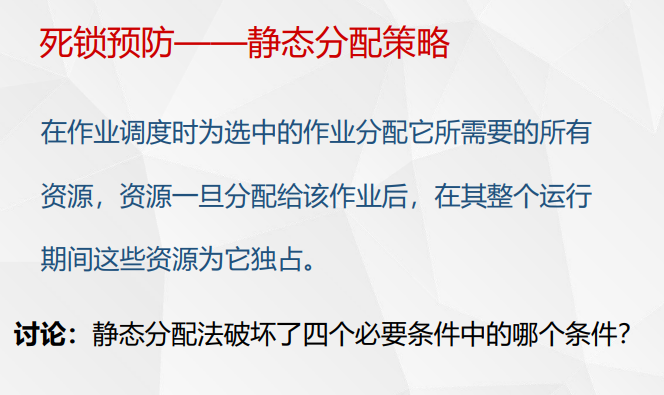 死锁预防——静态分配策略
在作业调度时为选中的作业分配它所需要的所有
资源，资源一旦分配给该作业后，在其整个运行
期间这些资源为它独占。
讨论：静态分配法破坏了四个必要条件中的哪个条件？